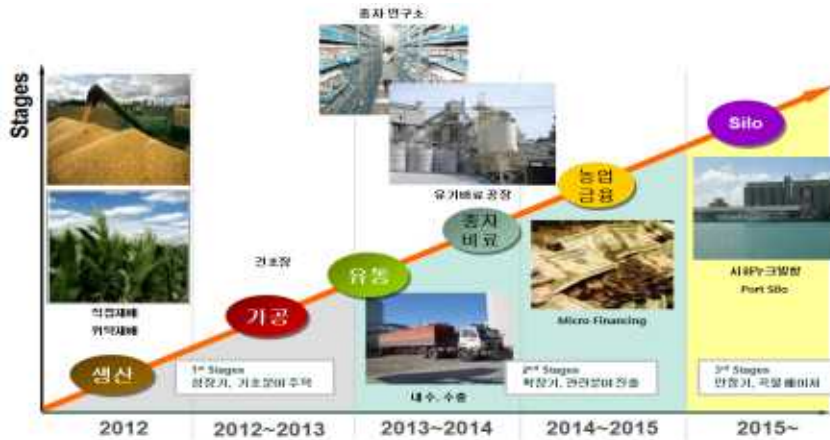 종자 연구소
Stages
Silo
농업
금융
유기비료 공장
종자
비료
건조장
유통
시하누크빌항
Port Silo
직접재배
위탁재배
가공
Micro Financing
생산
1st Stages
성장기, 기초분야 주력
내수, 수출
2nd Stages
확장기, 관련분야 진출
3rd Stages
안정기, 곡물 메이저
2012
2012~2013
2013~2014
2014~2015
2015~